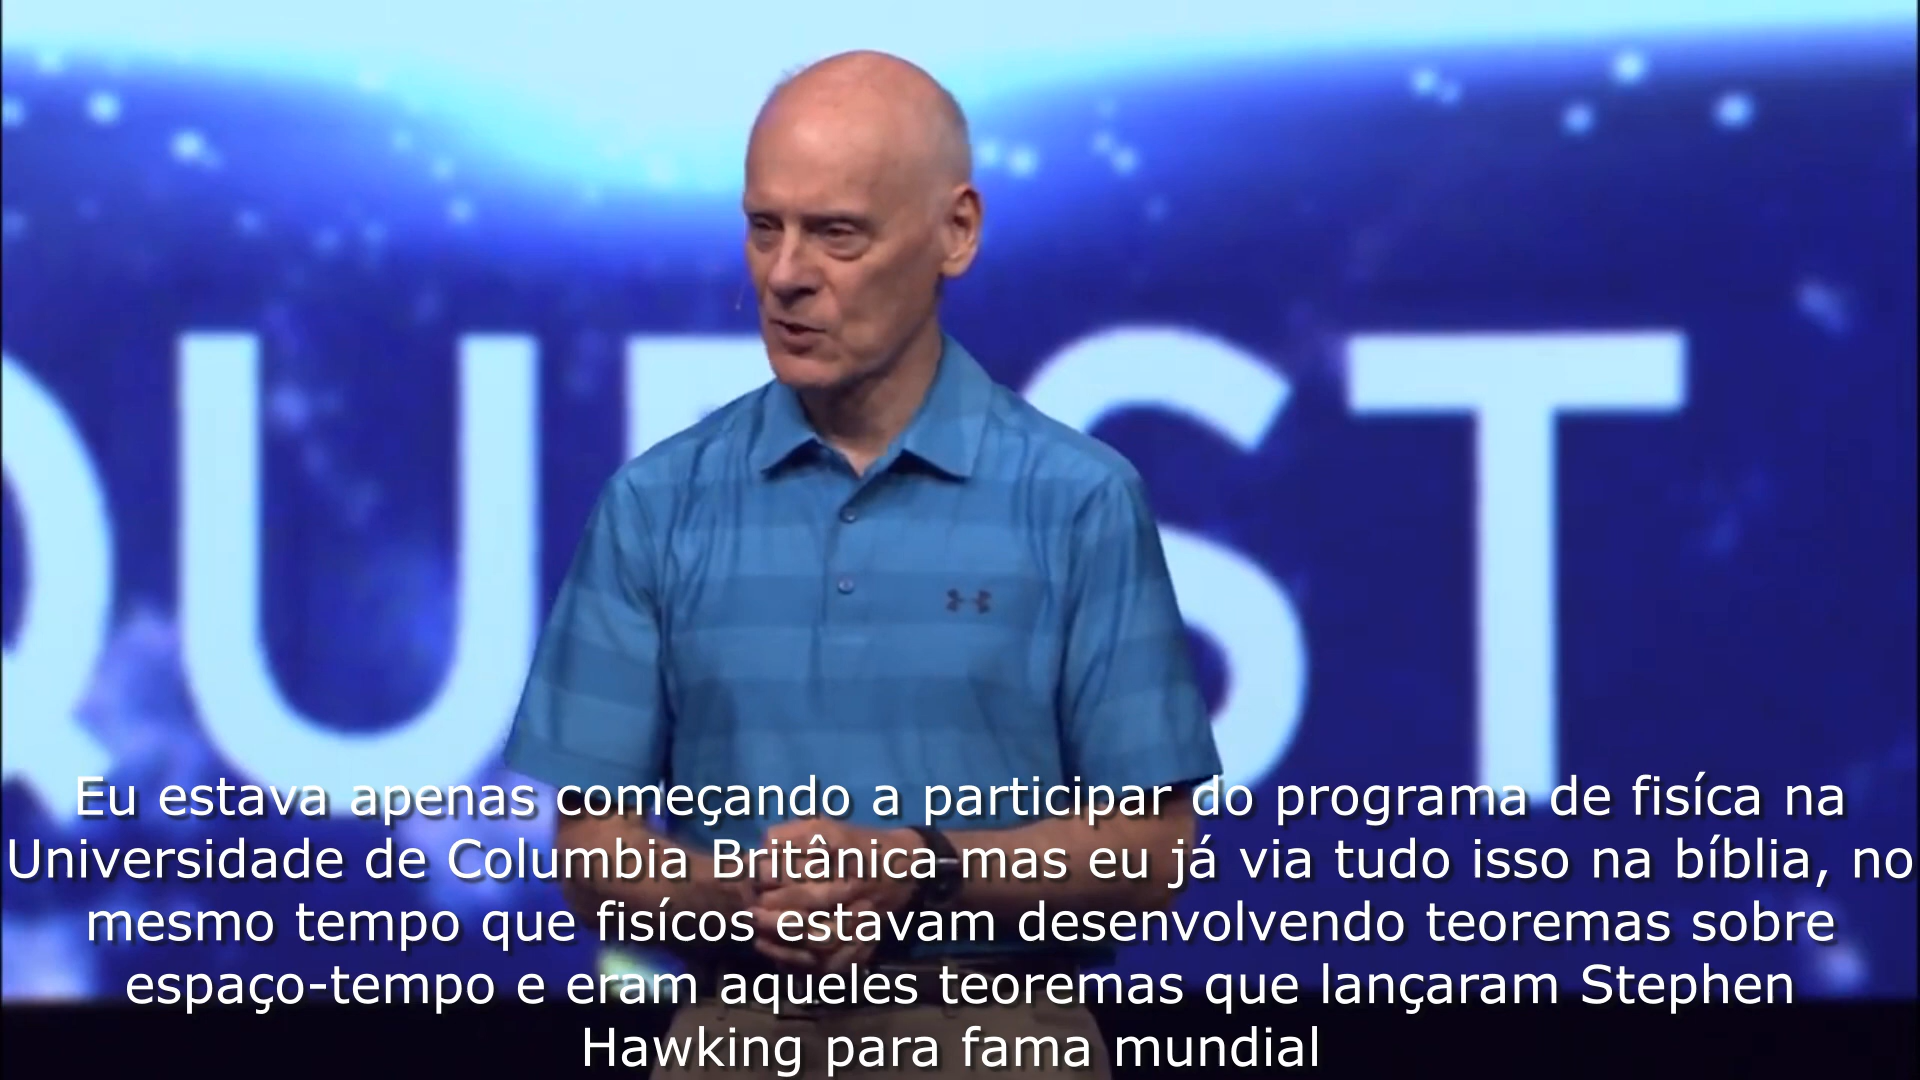 QUEST
Eu estava apenas começando a participar do programa de fisíca na
Universidade de Columbia Britânica mas eu já via tudo isso na bíblia, no
mesmo tempo que fisícos estavam desenvolvendo teoremas sobre
espaço-tempo e eram aqueles teoremas que lançaram Stephen
Hawking para fama mundial